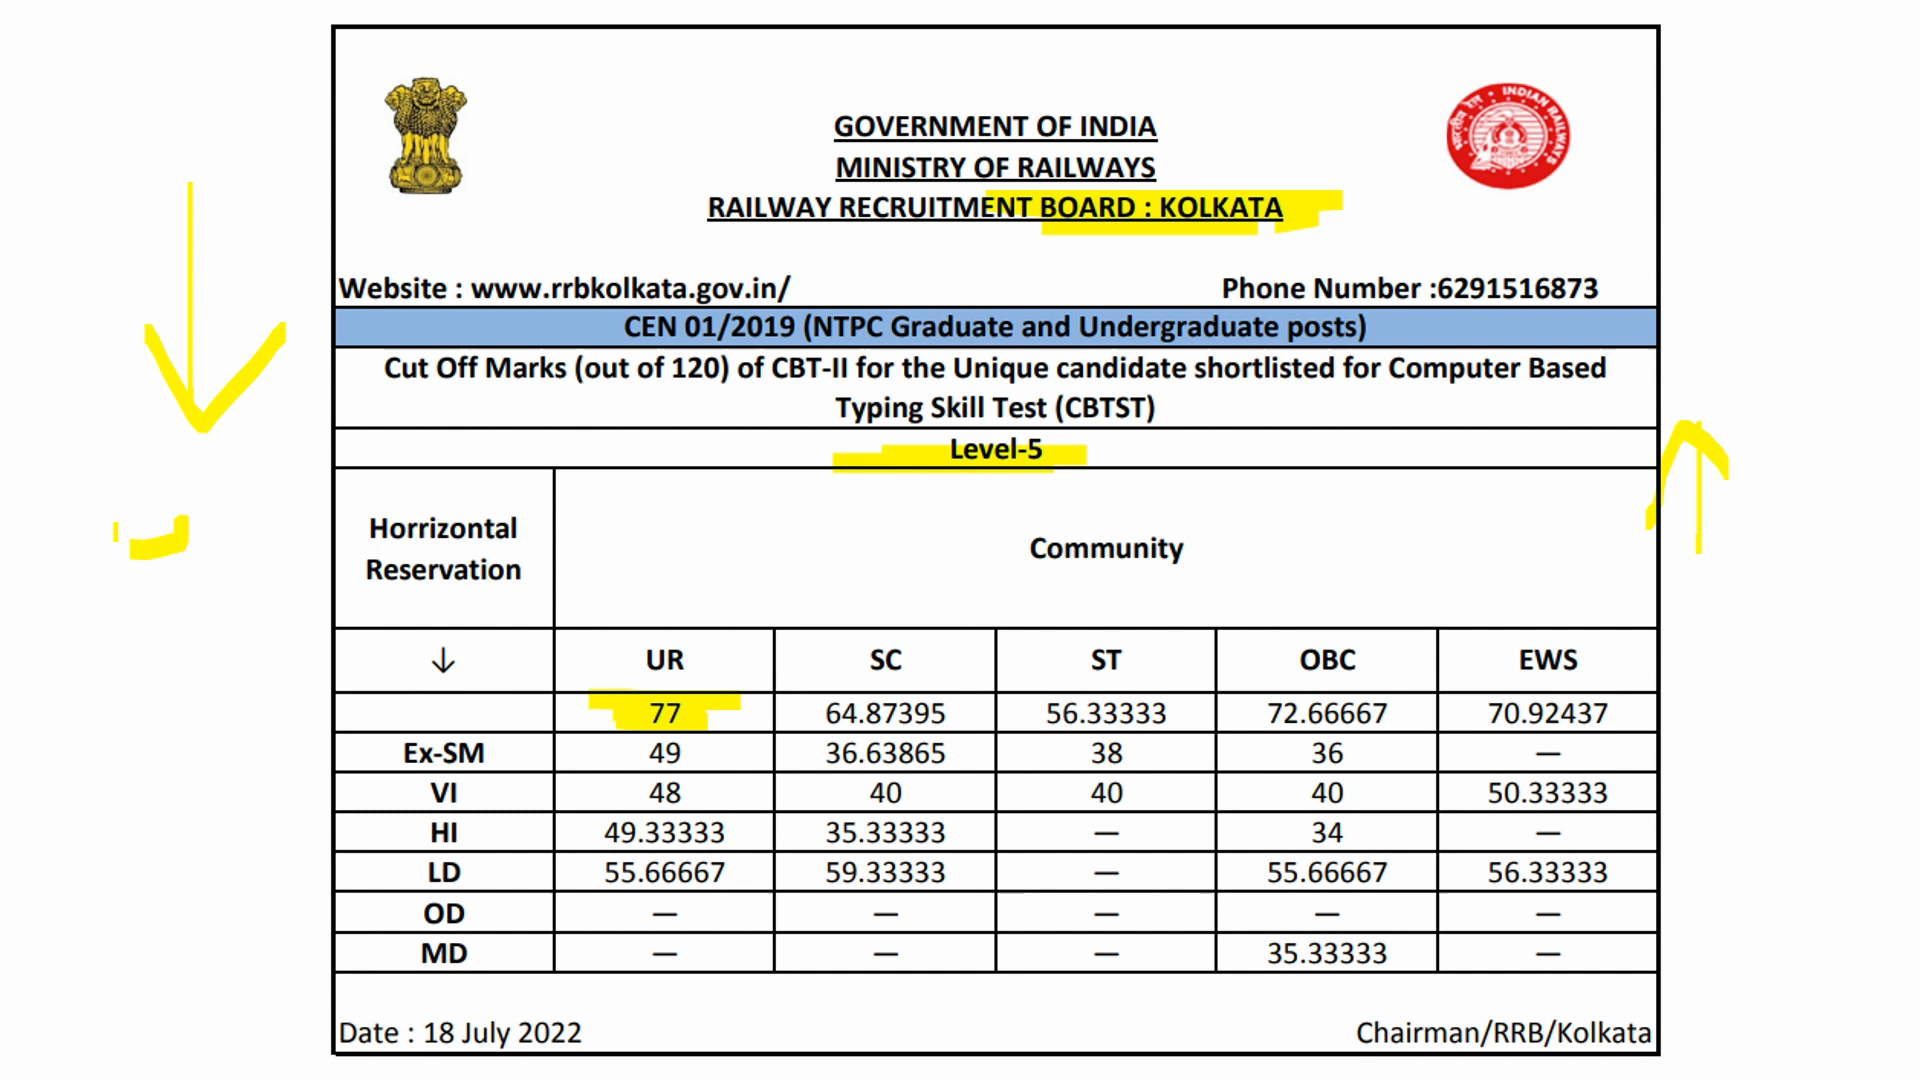 GOVERNMENT OF INDIA
MINISTRY OF RAILWAYS
RAILWAY RECRUITMENT BOARD : KOLKATA
भारतीय रेल • INDIAN RAILWAYS
Website : www.rrbkolkata.gov.in/ Phone Number :6291516873
CEN 01/2019 (NTPC Graduate and Undergraduate posts)
Cut Off Marks (out of 120) of CBT-II for the Unique candidate shortlisted for Computer Based
Typing Skill Test (CBTST)
Level-5
Horrizontal
Reservation
Community
↓ UR SC ST OBC EWS
77 64.87395 56.33333 72.66667 70.92437
Ex-SM 49 36.63865 38 36 —
VI 48 40 40 40 50.33333
HI 49.33333 35.33333 — 34 —
LD 55.66667 59.33333 — 55.66667 56.33333
OD — — — — —
MD — — — 35.33333 —
Date : 18 July 2022 Chairman/RRB/Kolkata